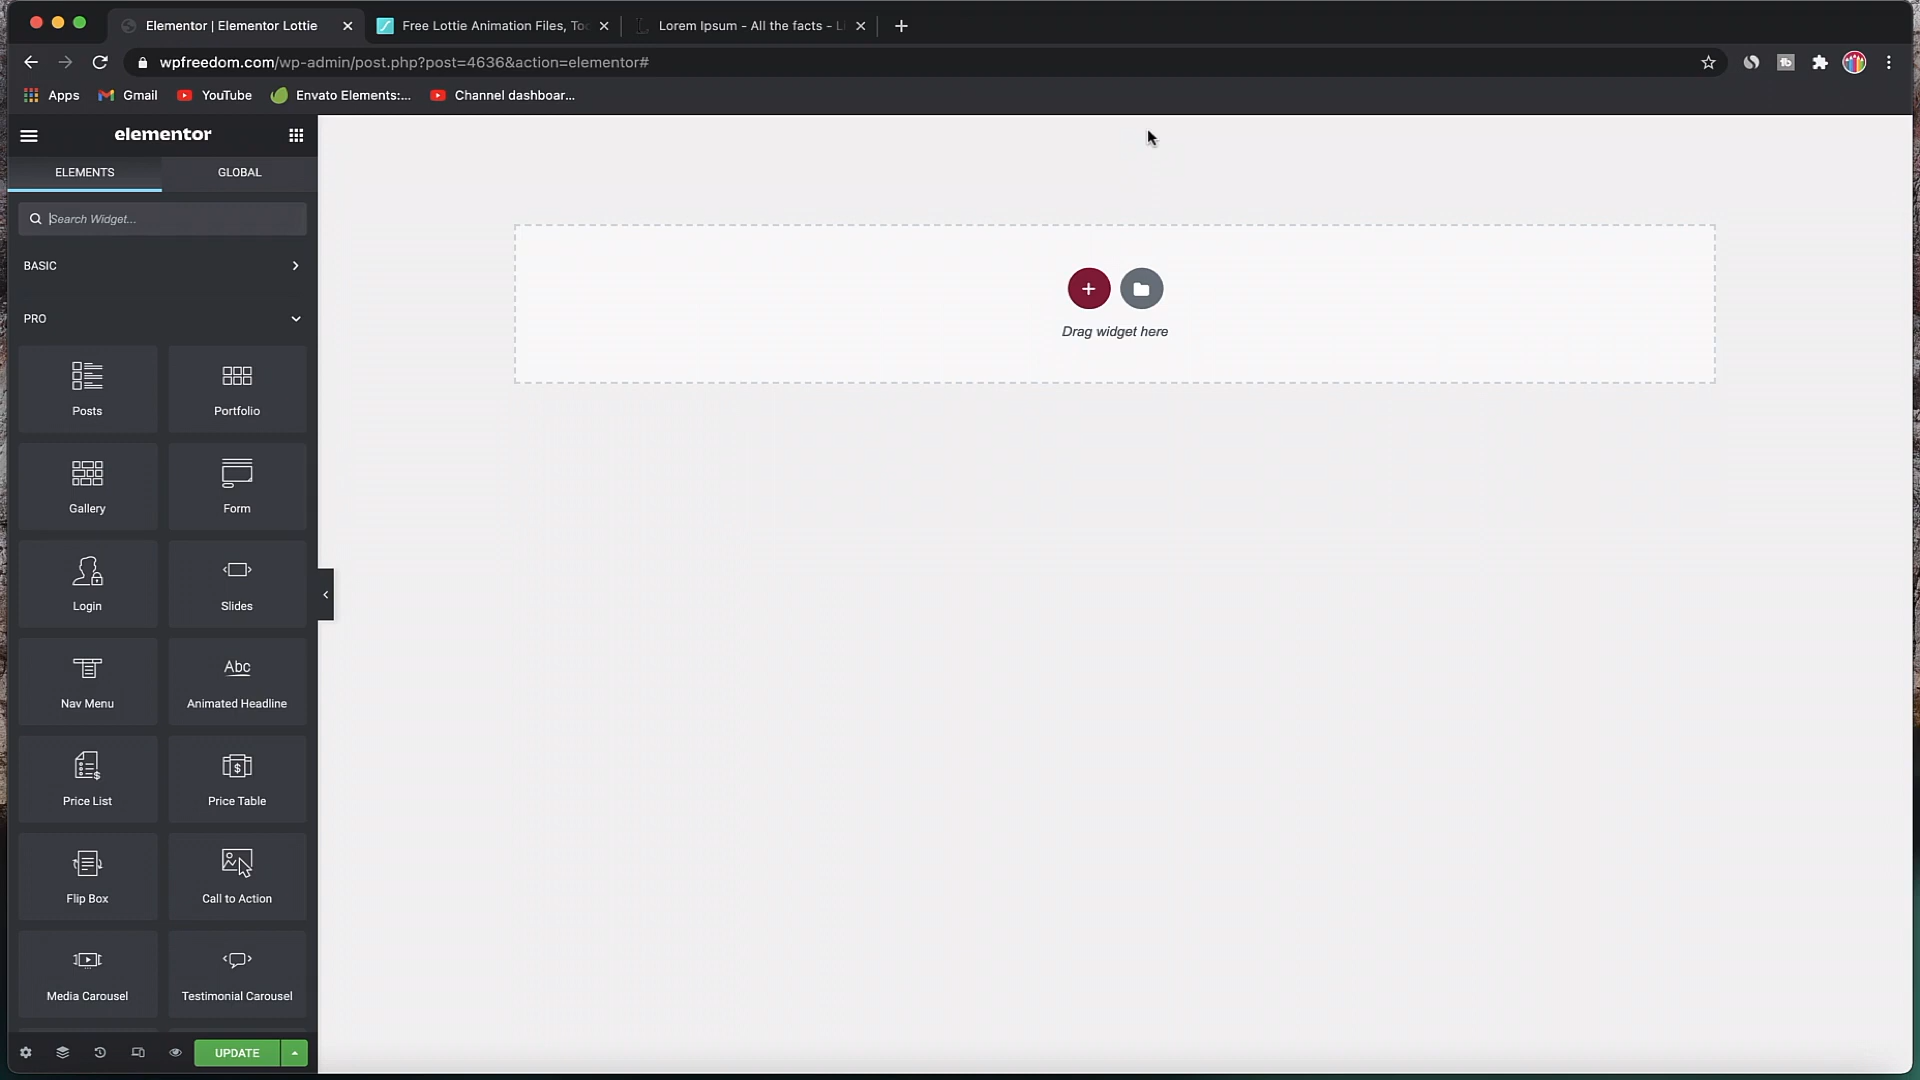 Elementor | Elementor Lottie
Free Lottie Animation Files, Too
Lorem Ipsum - All the facts - Li
wpfreedom.com/wp-admin/post.php?post=4636&action=elementor#
Apps
Gmail
YouTube
Envato Elements:...
Channel dashboar...
elementor
ELEMENTS
GLOBAL
Search Widget...
BASIC
PRO
Drag widget here
Posts
Portfolio
Gallery
Form
Login
Slides
Abc
Nav Menu
Animated Headline
Price List
Price Table
Flip Box
Call to Action
Media Carousel
Testimonial Carousel
UPDATE